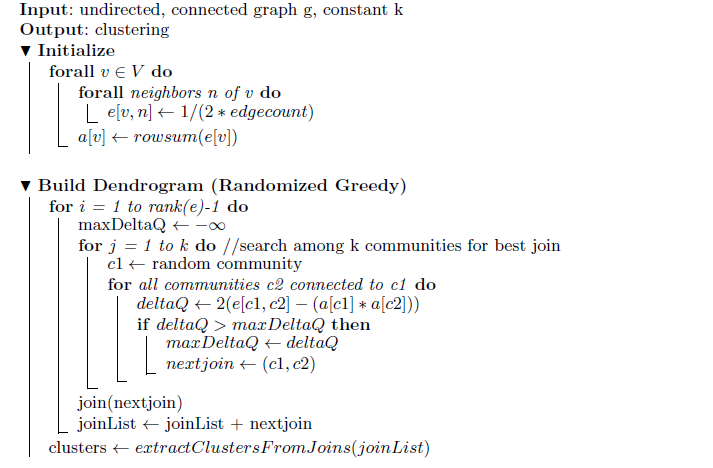 Input: undirected, connected graph g, constant k
Output: clustering
▼ Initialize
forall v ∈ V do
forall neighbors n of v do
e[v, n] ← 1/(2 ∗ edgecount)
a[v] ← rowsum(e[v])
▼ Build Dendrogram (Randomized Greedy)
for i = 1 to rank(e)-1 do
maxDeltaQ ← −∞
for j = 1 to k do //search among k communities for best join
c1 ← random community
for all communities c2 connected to c1 do
deltaQ ← 2(e[c1, c2] − (a[c1] ∗ a[c2]))
if deltaQ > maxDeltaQ then
maxDeltaQ ← deltaQ
nextjoin ← (c1, c2)
join(nextjoin)
joinList ← joinList + nextjoin
clusters ← extractClustersFromJoins(joinList)